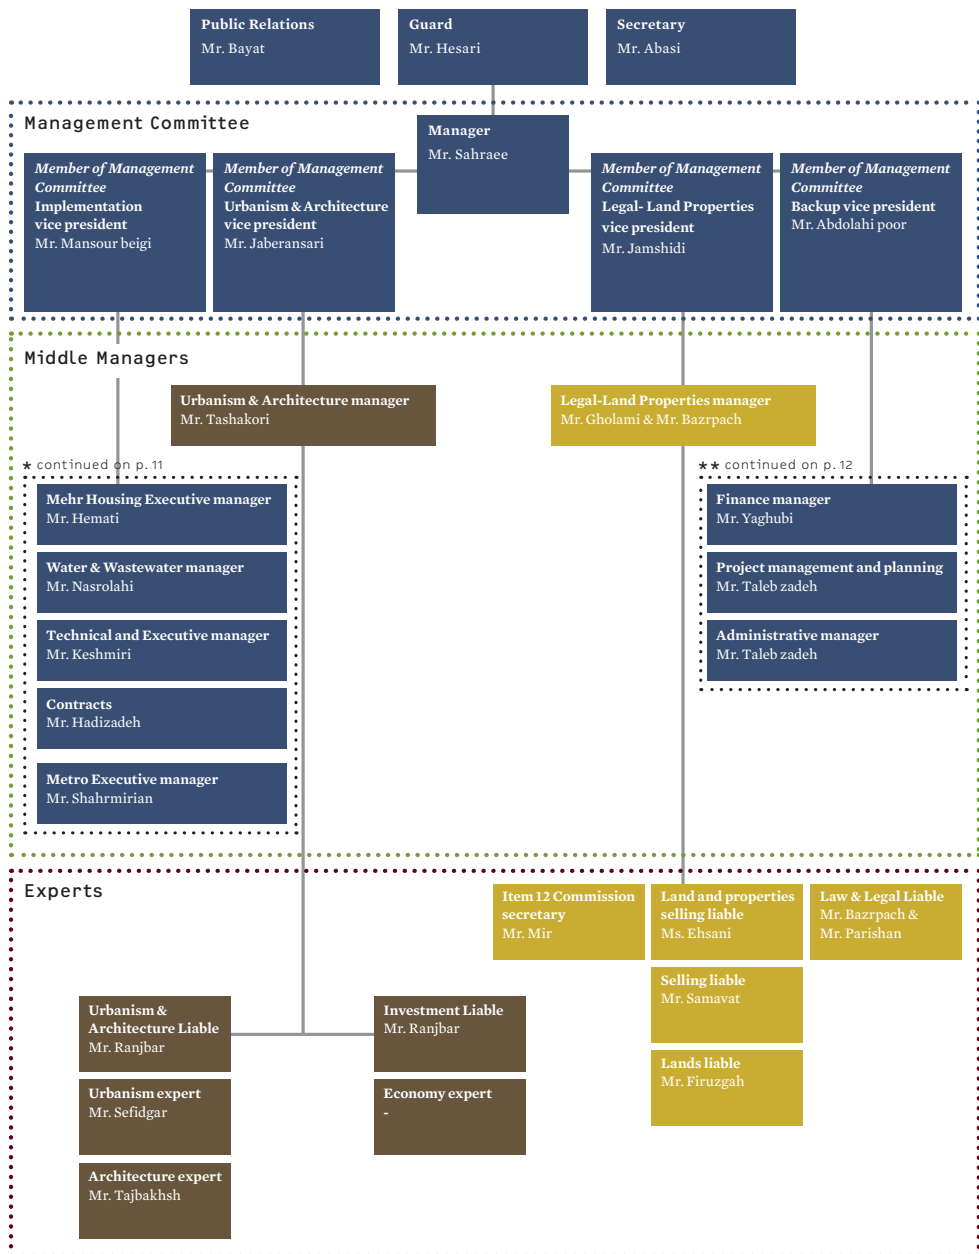 Public Relations
Mr. Bayat
Guard
Mr. Hesari
Secretary
Mr. Abasi
Management Committee
Manager
Mr. Sahraee
Member of Management
Committee
Implementation
vice president
Mr. Mansour beigi
Member of Management
Committee
Urbanism & Architecture
vice president
Mr. Jaberansari
Member of Management
Committee
Legal- Land Properties
vice president
Mr. Jamshidi
Member of Management
Committee
Backup vice president
Mr. Abdolahi poor
Middle Managers
Urbanism & Architecture manager
Mr. Tashakori
Legal-Land Properties manager
Mr. Gholami & Mr. Bazrpach
* continued on p. 11
Mehr Housing Executive manager
Mr. Hemati
Water & Wastewater manager
Mr. Nasrolahi
Technical and Executive manager
Mr. Keshmiri
Contracts
Mr. Hadizadeh
Metro Executive manager
Mr. Shahrmirian
** continued on p. 12
Finance manager
Mr. Yaghubi
Project management and planning
Mr. Taleb zadeh
Administrative manager
Mr. Taleb zadeh
Experts
Item 12 Commission
secretary
Mr. Mir
Land and properties
selling liable
Ms. Ehsani
Law & Legal Liable
Mr. Bazrpach &
Mr. Parishan
Selling liable
Mr. Samavat
Lands liable
Mr. Firuzgah
Urbanism &
Architecture Liable
Mr. Ranjbar
Investment Liable
Mr. Ranjbar
Urbanism expert
Mr. Sefidgar
Economy expert
-
Architecture expert
Mr. Tajbakhsh